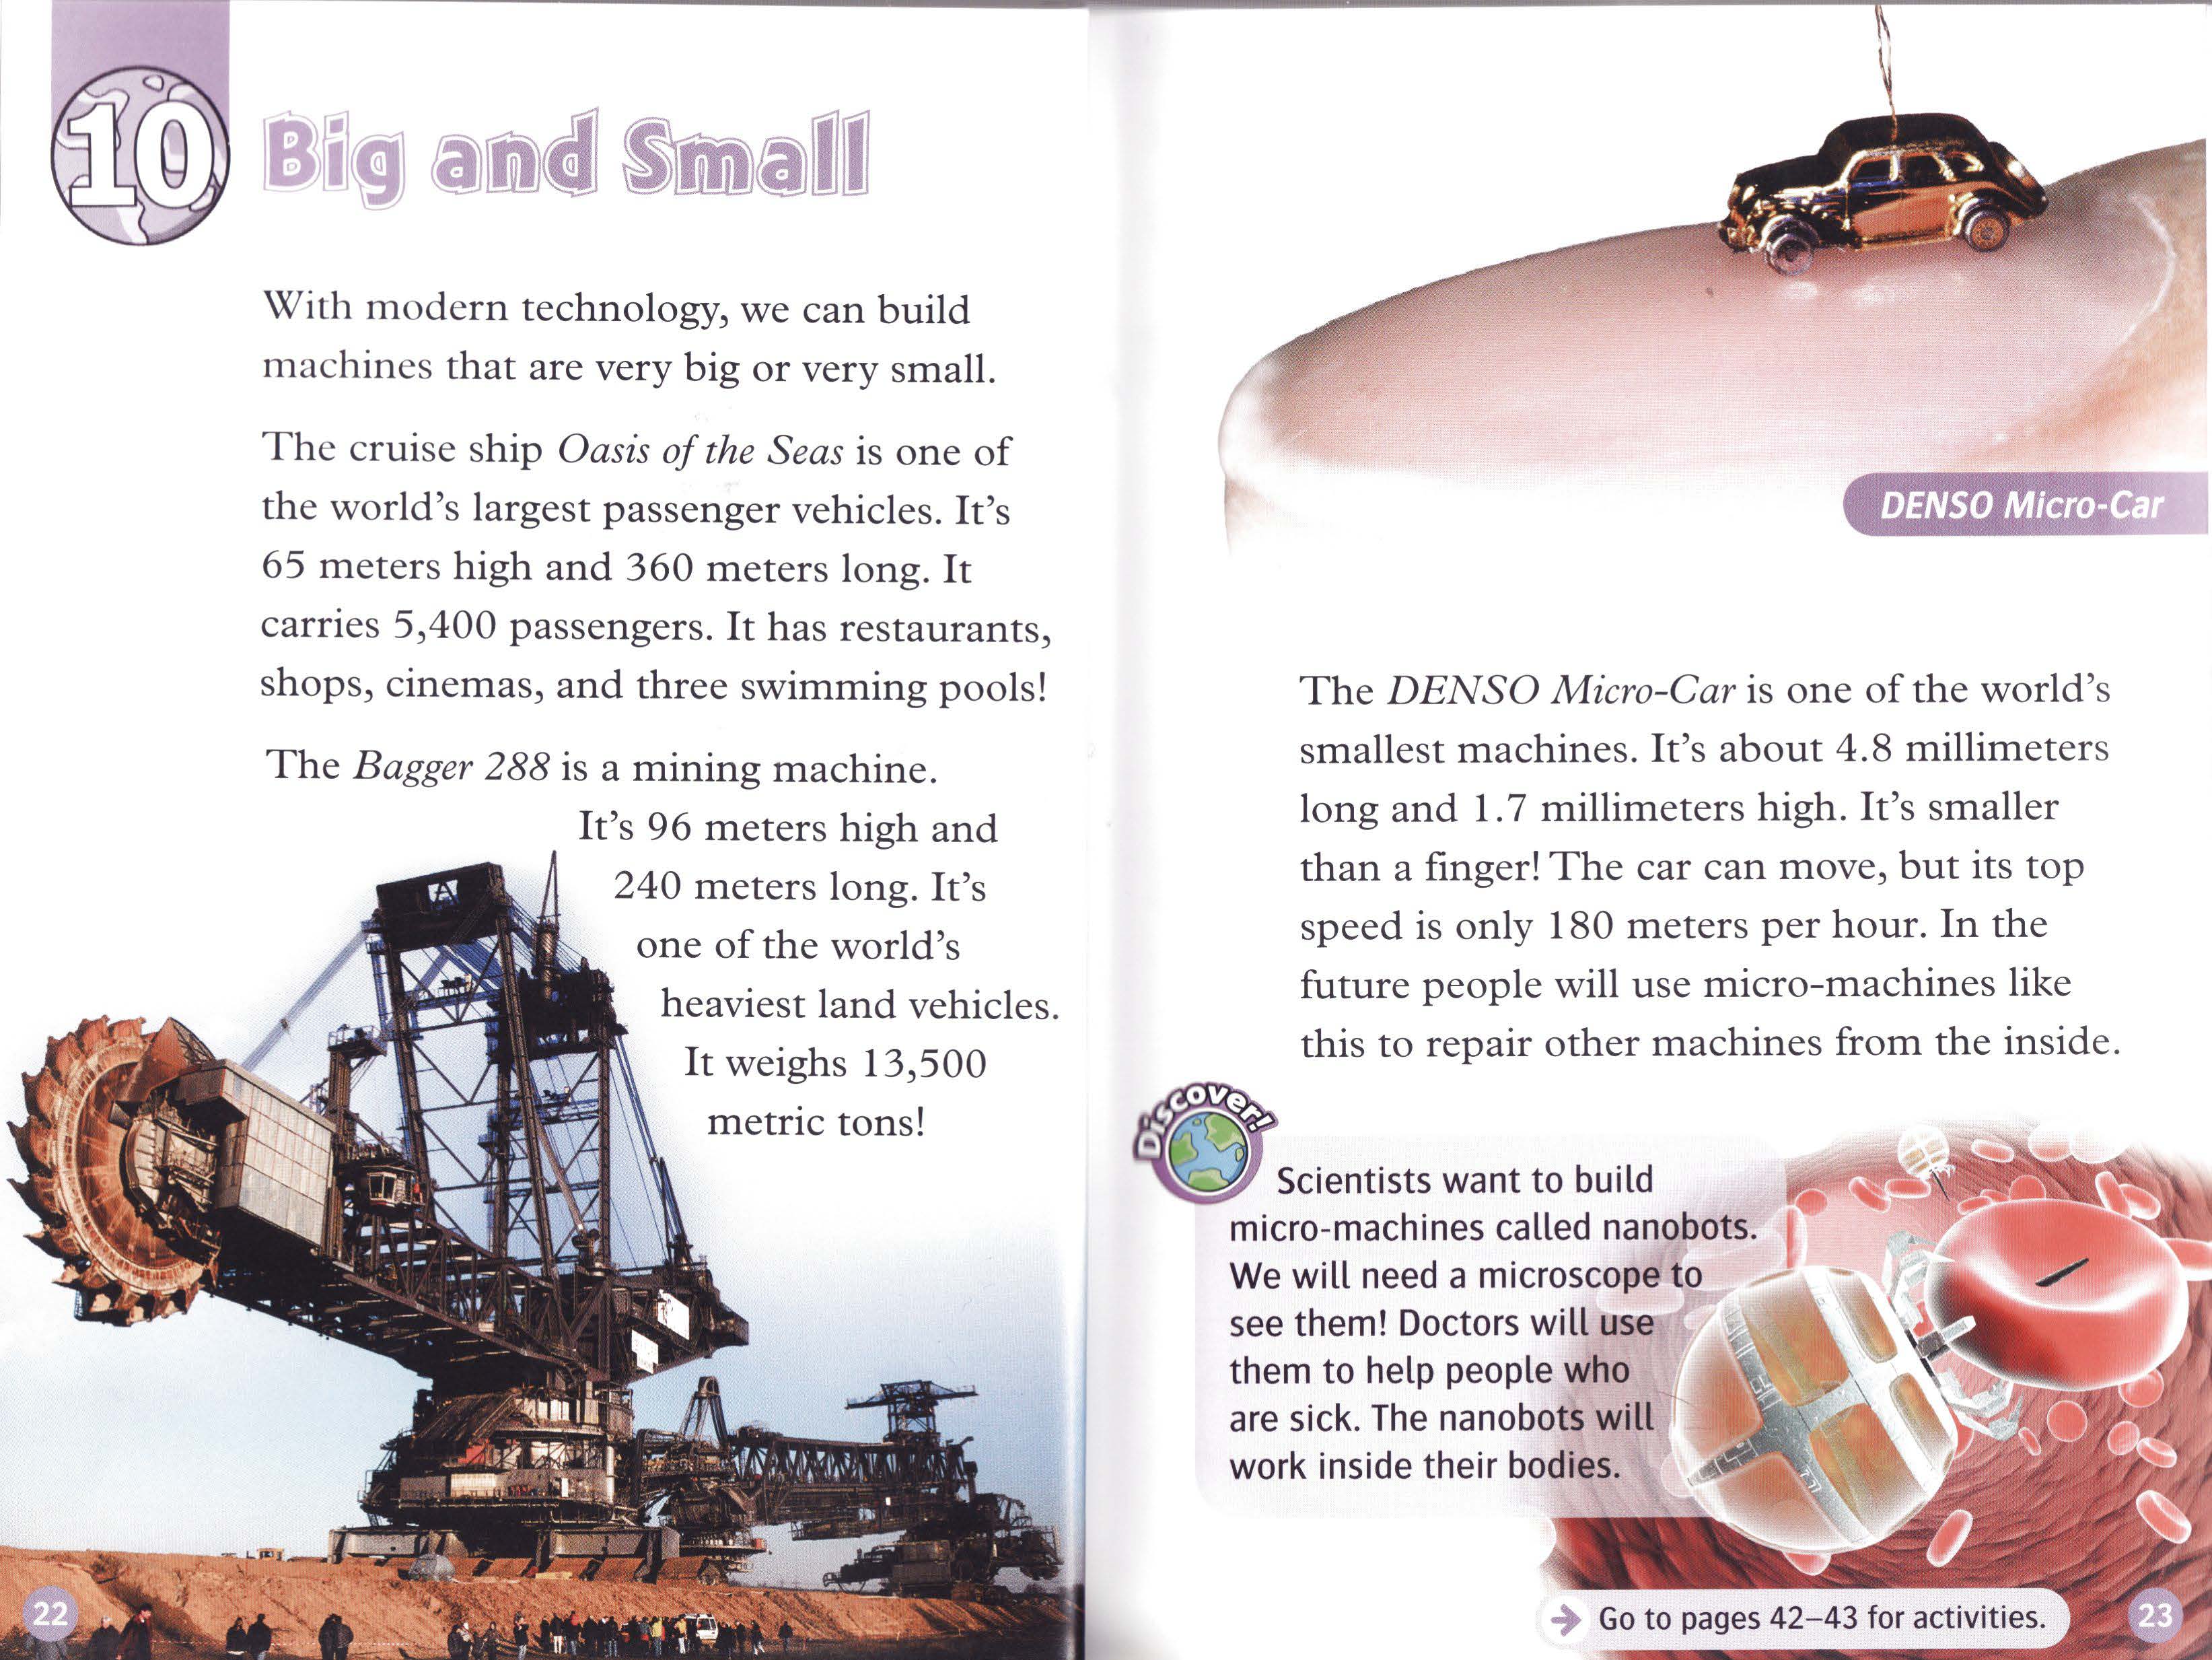 10
Big and Small
With modern technology, we can build
machines that are very big or very small.
The cruise ship Oasis of the Seas is one of
the world's largest passenger vehicles. It's
65 meters high and 360 meters long. It
carries 5,400 passengers. It has restaurants,
shops, cinemas, and three swimming pools!
The Bagger 288 is a mining machine.
It's 96 meters high and
240 meters long. It's
one of the world's
heaviest land vehicles.
It weighs 13,500
metric tons!
22
DENSO Micro-Car
The DENSO Micro-Car is one of the world's
smallest machines. It's about 4.8 millimeters
long and 1.7 millimeters high. It's smaller
than a finger! The car can move, but its top
speed is only 180 meters per hour. In the
future people will use micro-machines like
this to repair other machines from the inside.
Discover!
Scientists want to build
micro-machines called nanobots.
We will need a microscope to
see them! Doctors will use
them to help people who
are sick. The nanobots will
work inside their bodies.
Go to pages 42–43 for activities.
23